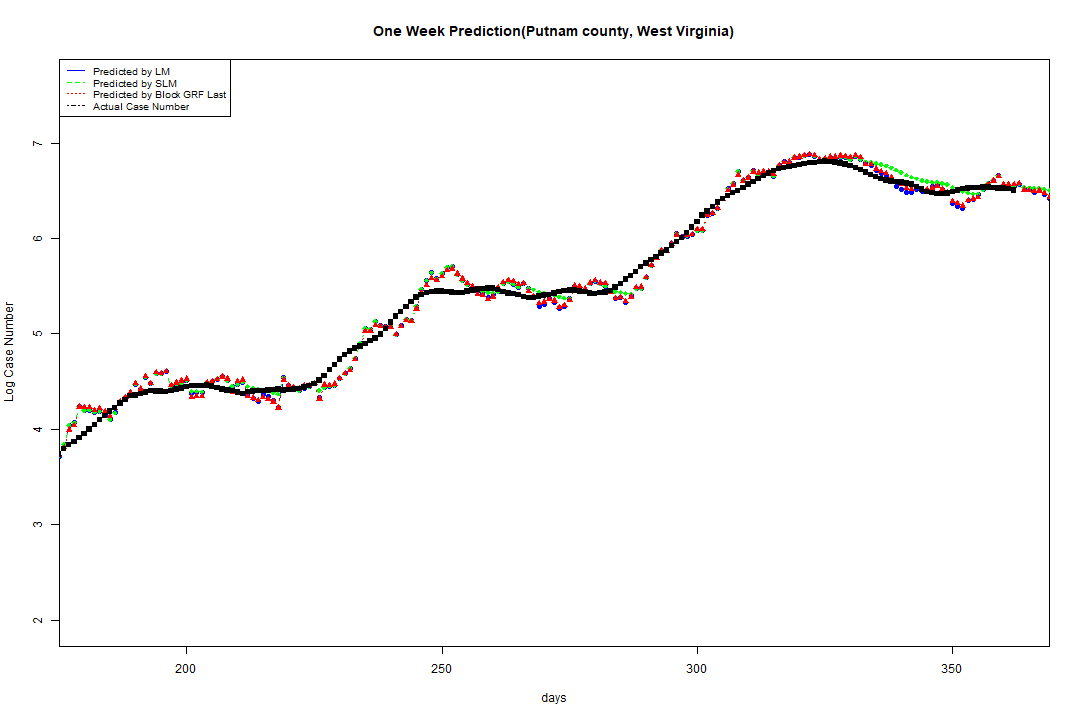 One Week Prediction(Putnam county, West Virginia)
Predicted by LM
Predicted by SLM
Predicted by Block GRF Last
Actual Case Number
7
6
5
4
3
2
Log Case Number
200 250 300 350
days